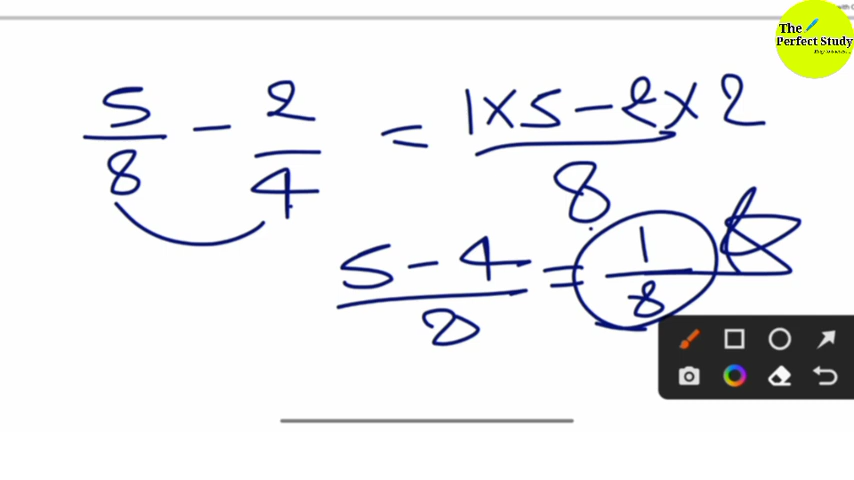 The
Perfect Study
5/8 - 2/4 = 1×5-2×2/8
5-4/8 = 1/8